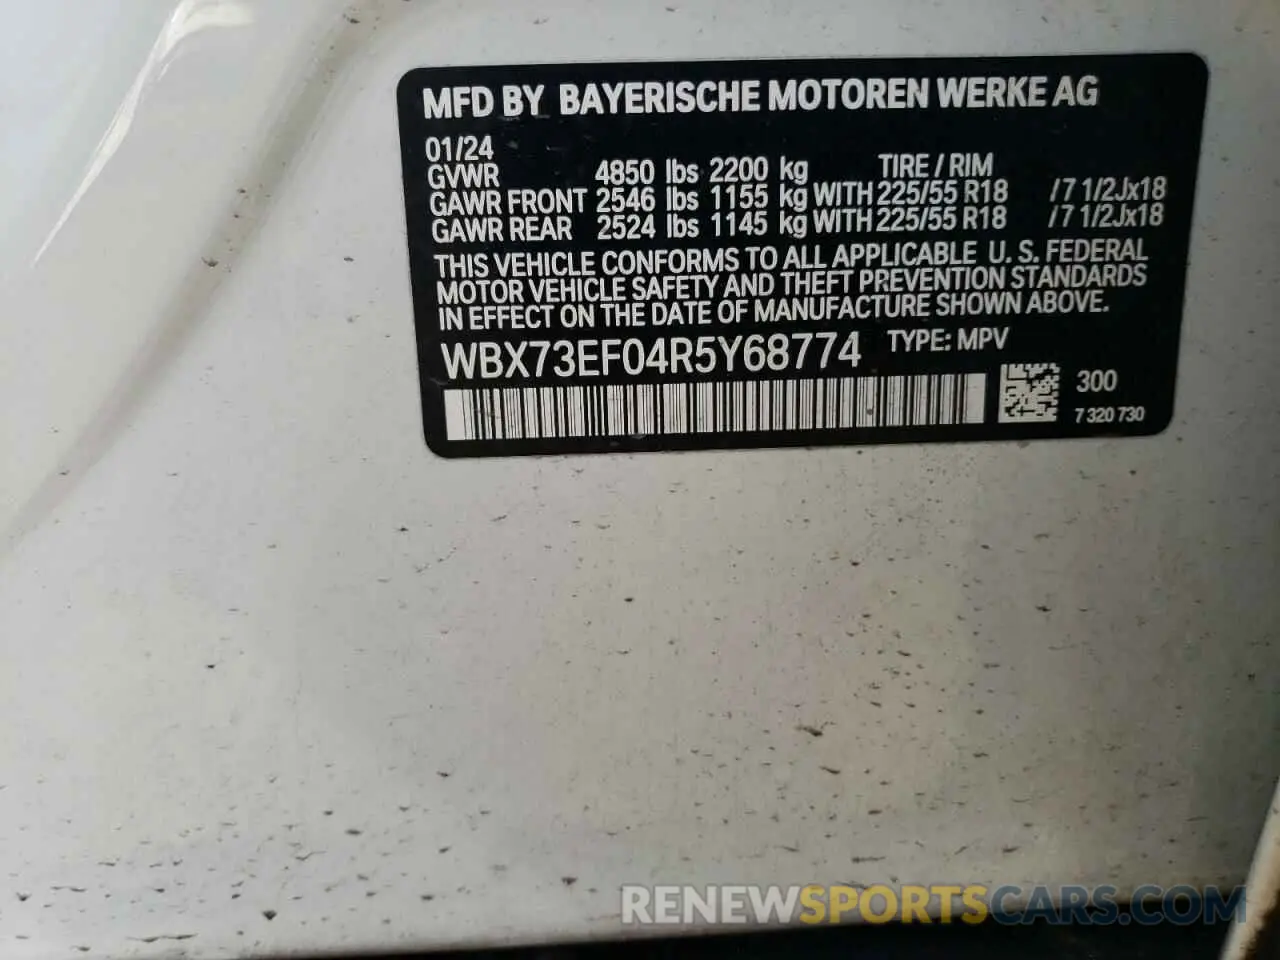 MFD BY BAYERISCHE MOTOREN WERKE AG
01/24
GVWR 4850 lbs 2200 kg TIRE / RIM
GAWR FRONT 2546 lbs 1155 kg WITH 225/55 R18 /7 1/2Jx18
GAWR REAR 2524 lbs 1145 kg WITH 225/55 R18 /7 1/2Jx18
THIS VEHICLE CONFORMS TO ALL APPLICABLE U. S. FEDERAL
MOTOR VEHICLE SAFETY AND THEFT PREVENTION STANDARDS
IN EFFECT ON THE DATE OF MANUFACTURE SHOWN ABOVE.
WBX73EF04R5Y68774 TYPE: MPV
300
7 320 730
RENEWSPORTSCARS.COM